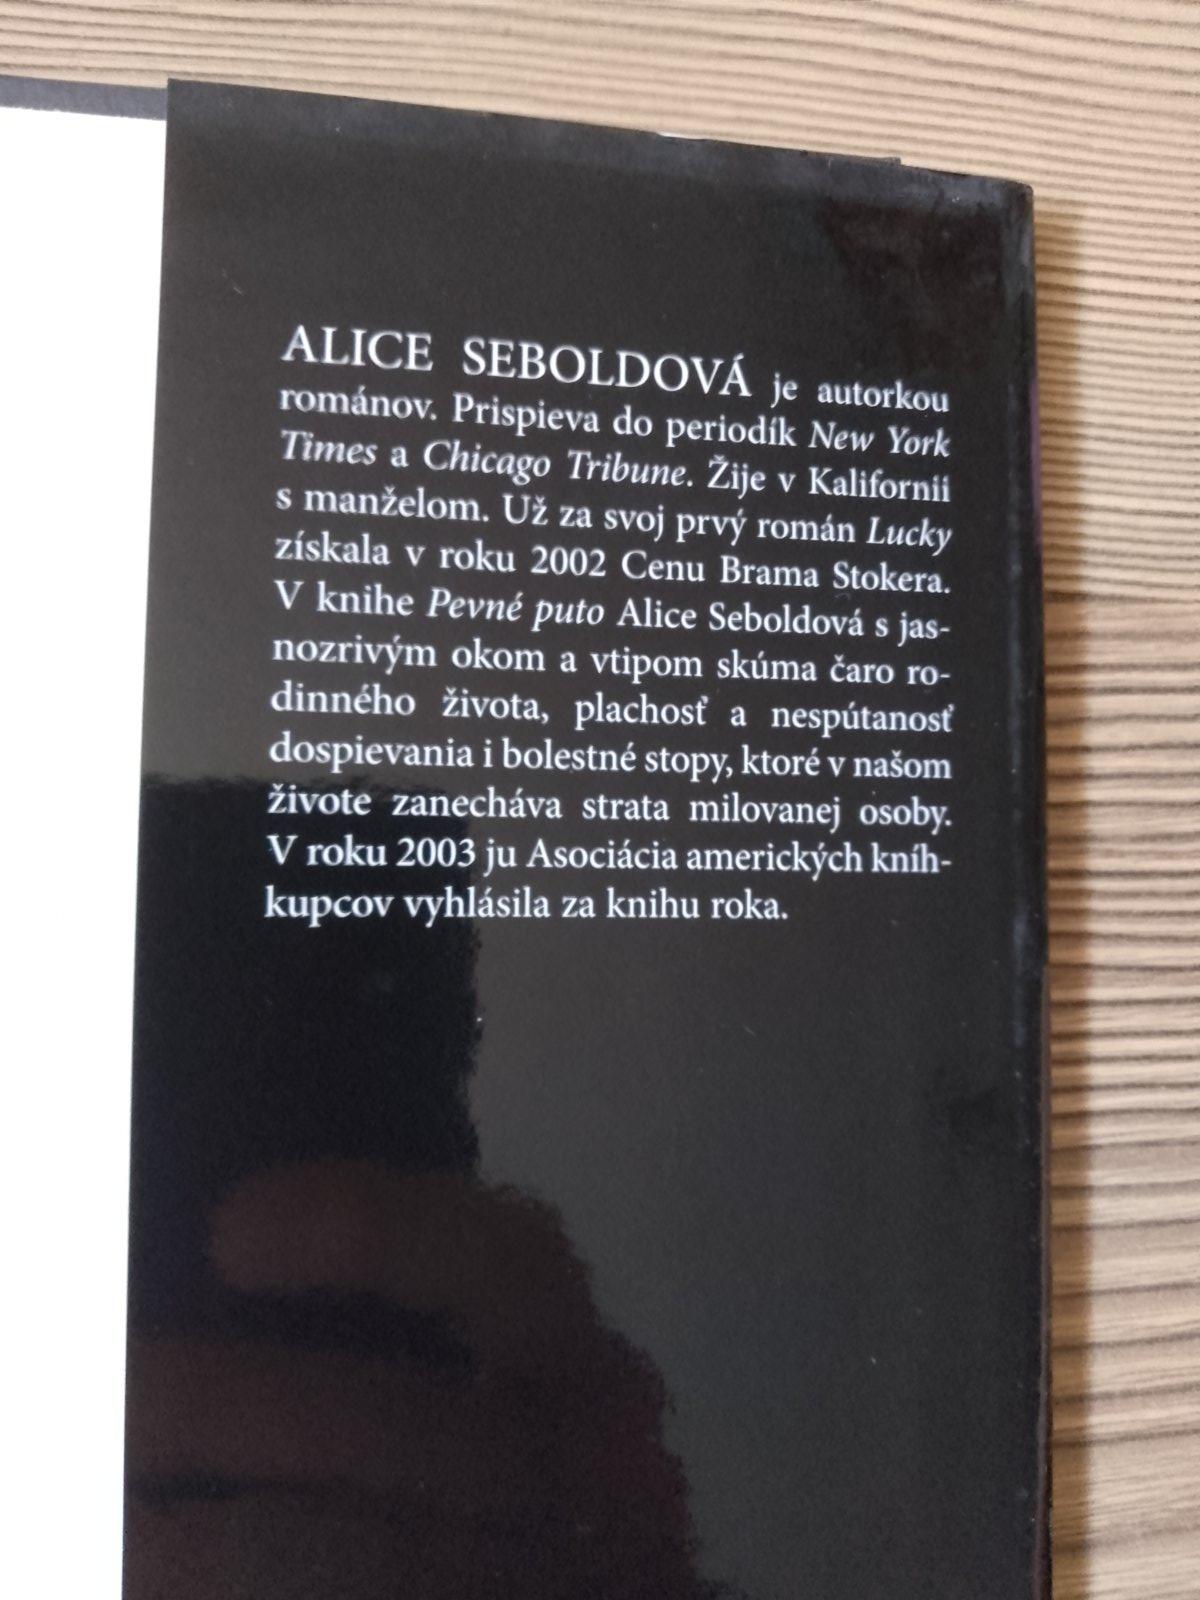 ALICE SEBOLDOVÁ je autorkou
románov. Prispieva do periodík New York
Times a Chicago Tribune. Žije v Kalifornii
s manželom. Už za svoj prvý román Lucky
získala v roku 2002 Cenu Brama Stokera.
V knihe Pevné puto Alice Seboldová s jas-
nozrivým okom a vtipom skúma čaro ro-
dinného života, plachosť a nespútanosť
dospievania i bolestné stopy, ktoré v našom
živote zanecháva strata milovanej osoby.
V roku 2003 ju Asociácia amerických kníh-
kupcov vyhlásila za knihu roka.